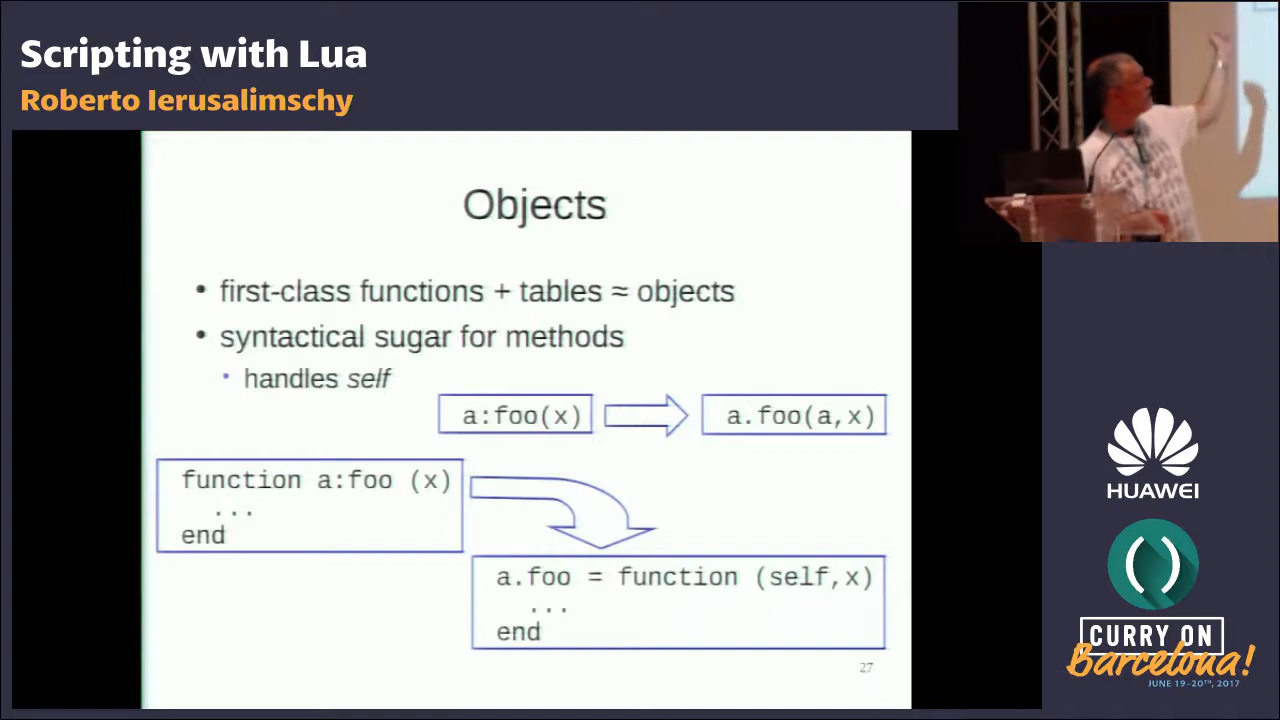 Scripting with Lua
Roberto Ierusalimschy
Objects
• first-class functions + tables ≈ objects
• syntactical sugar for methods
• handles self
a:foo(x)
a.foo(a,x)
function a:foo (x)
...
end
a.foo = function (self,x)
...
end
27
HUAWEI
CURRY ON
Barcelona!
JUNE 19-20TH, 2017